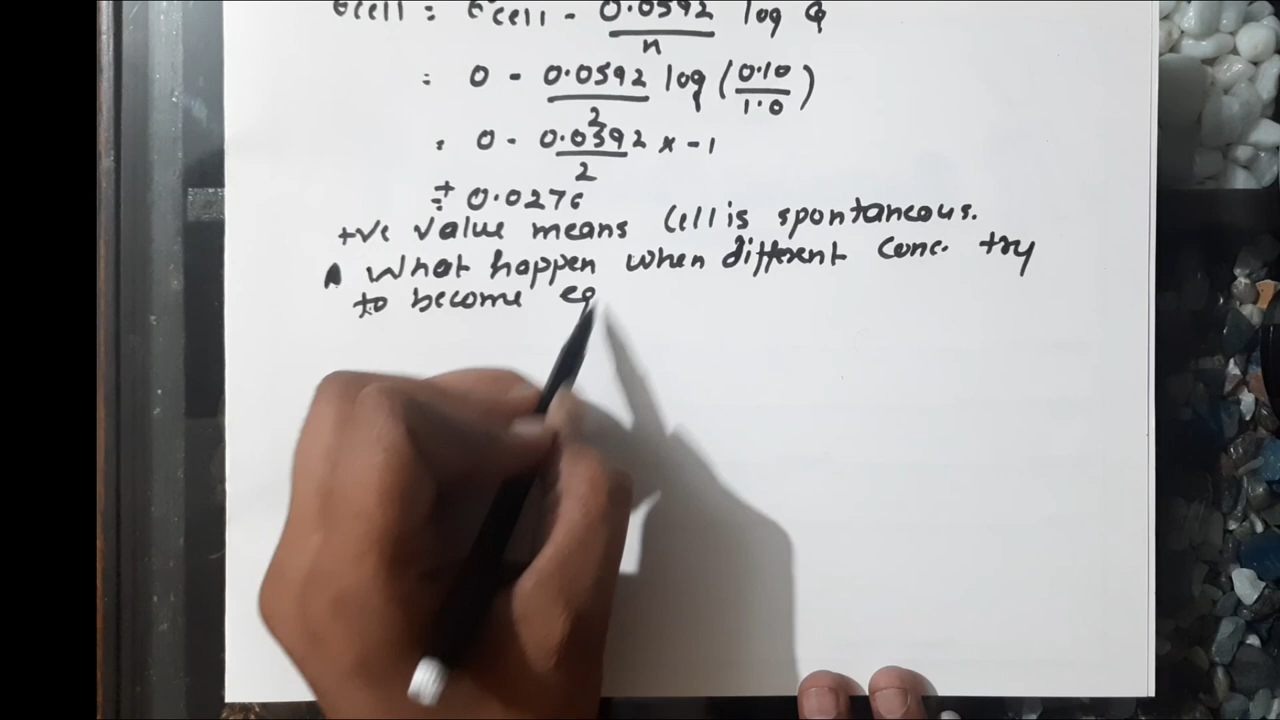 Ecell = E°cell - 0.0592/n log Q
= 0 - 0.0592/2 log (0.10/1.0)
= 0 - 0.0592/2 x -1
= + 0.0276
+ve value means Cell is spontaneous.
What happen when different conc. try
to become eq